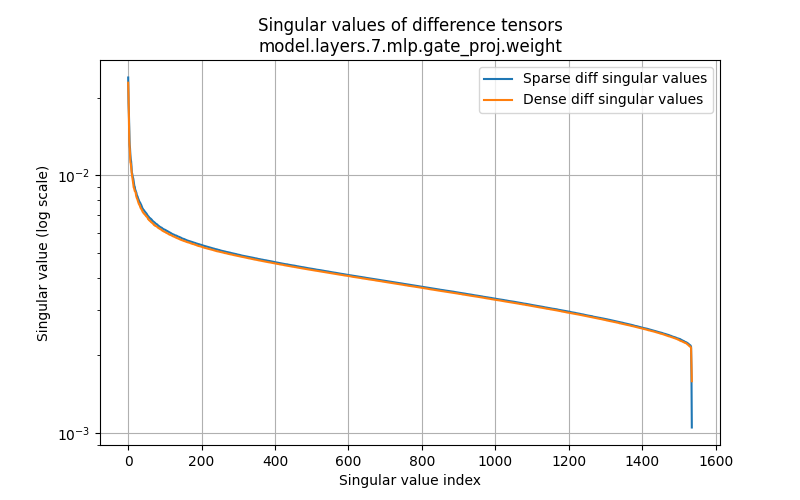 Singular values of difference tensors
model.layers.7.mlp.gate_proj.weight
Sparse diff singular values
Dense diff singular values
Singular value (log scale)
10⁻²
10⁻³
0 200 400 600 800 1000 1200 1400 1600
Singular value index